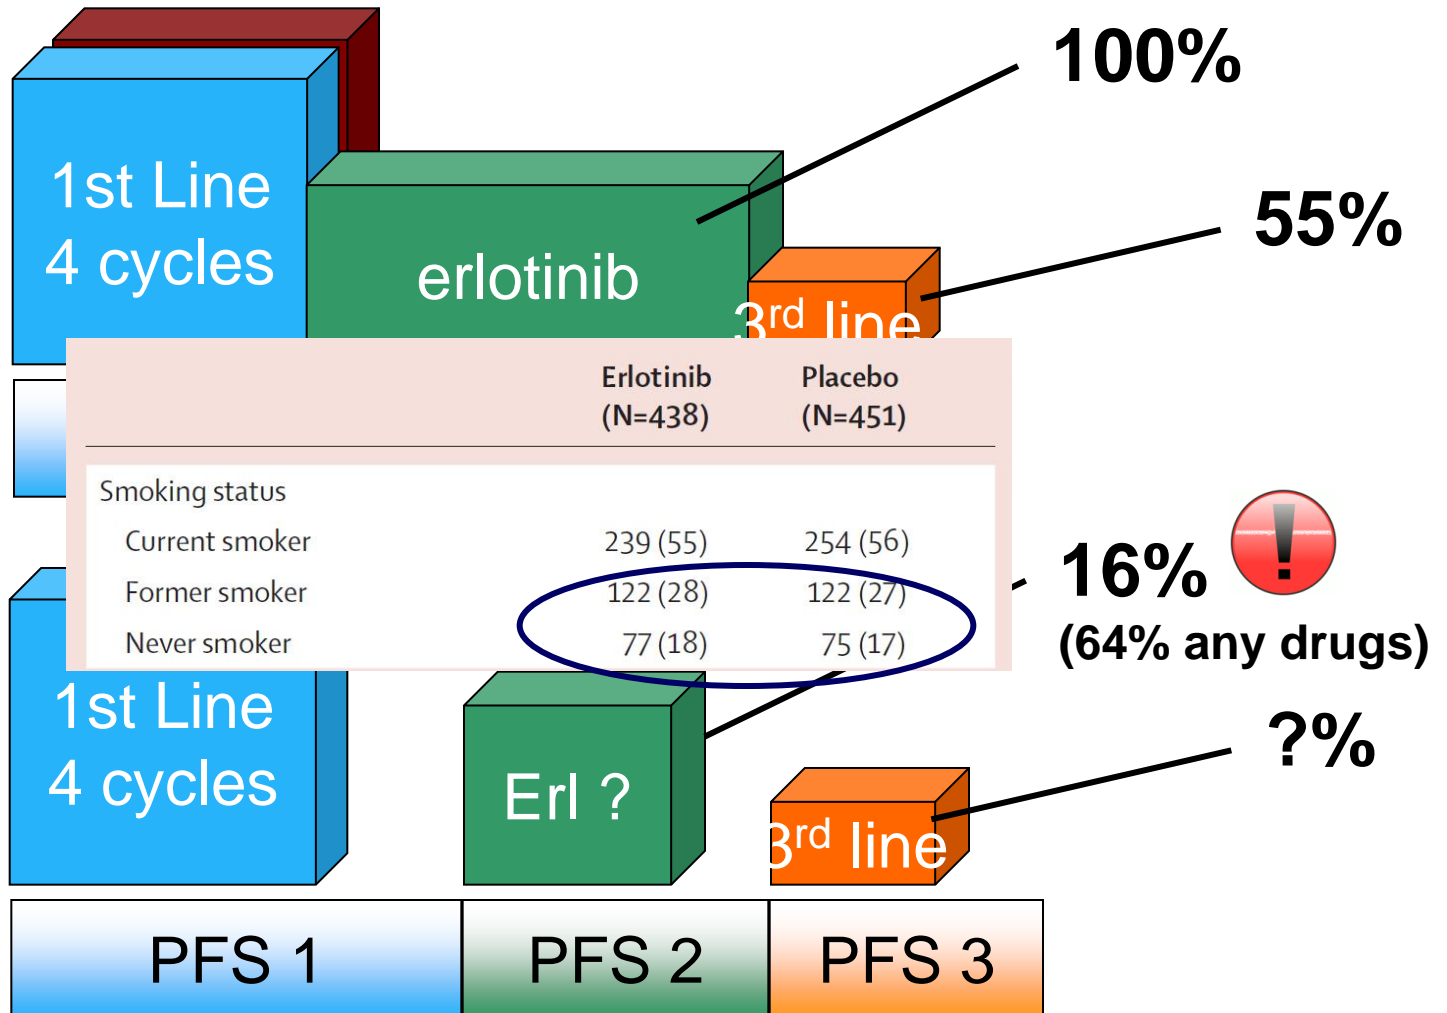 100%
1st Line
4 cycles
55%
erlotinib
3rd line
Erlotinib Placebo
(N=438) (N=451)
Smoking status
Current smoker 239 (55) 254 (56)
Former smoker 122 (28) 122 (27)
Never smoker 77 (18) 75 (17)
16%
!
(64% any drugs)
1st Line
4 cycles
?%
Erl ?
3rd line
PFS 1 PFS 2 PFS 3